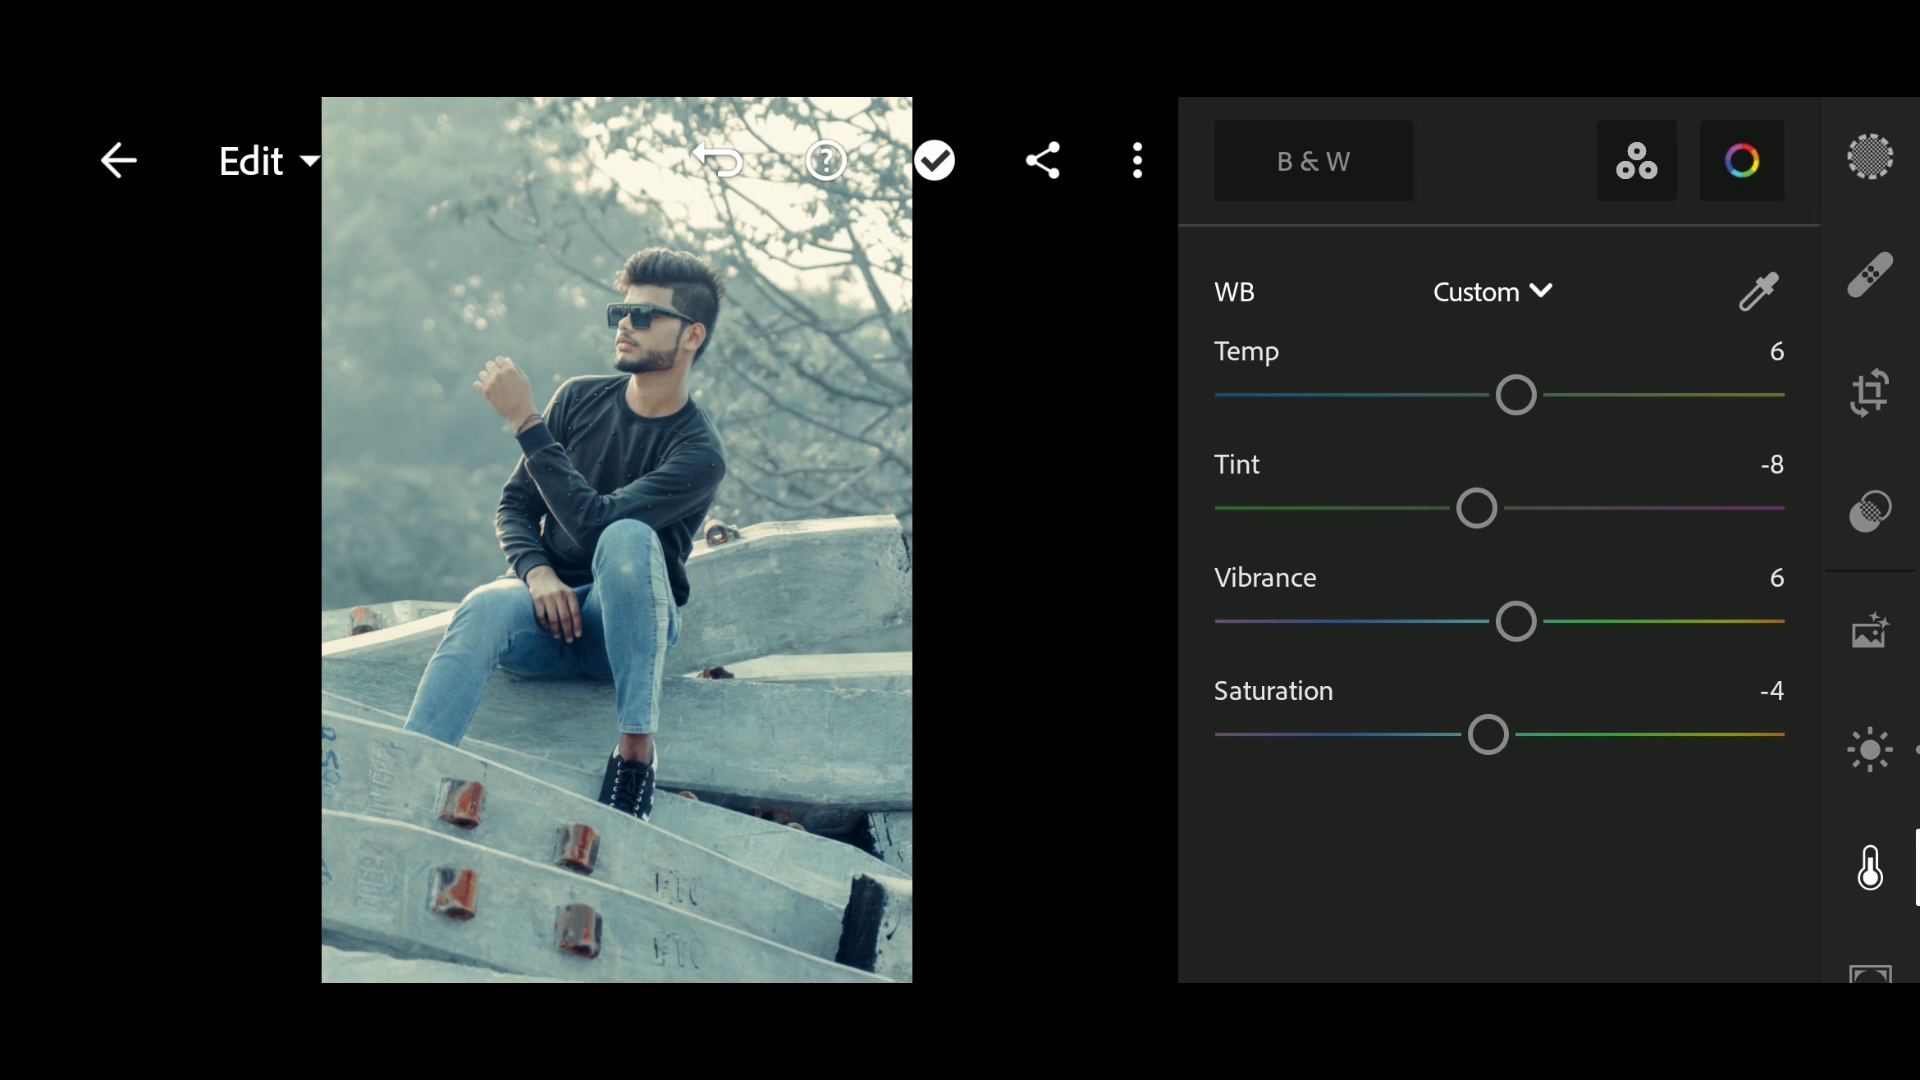 Edit
B & W
WB Custom
Temp 6
Tint -8
Vibrance 6
Saturation -4